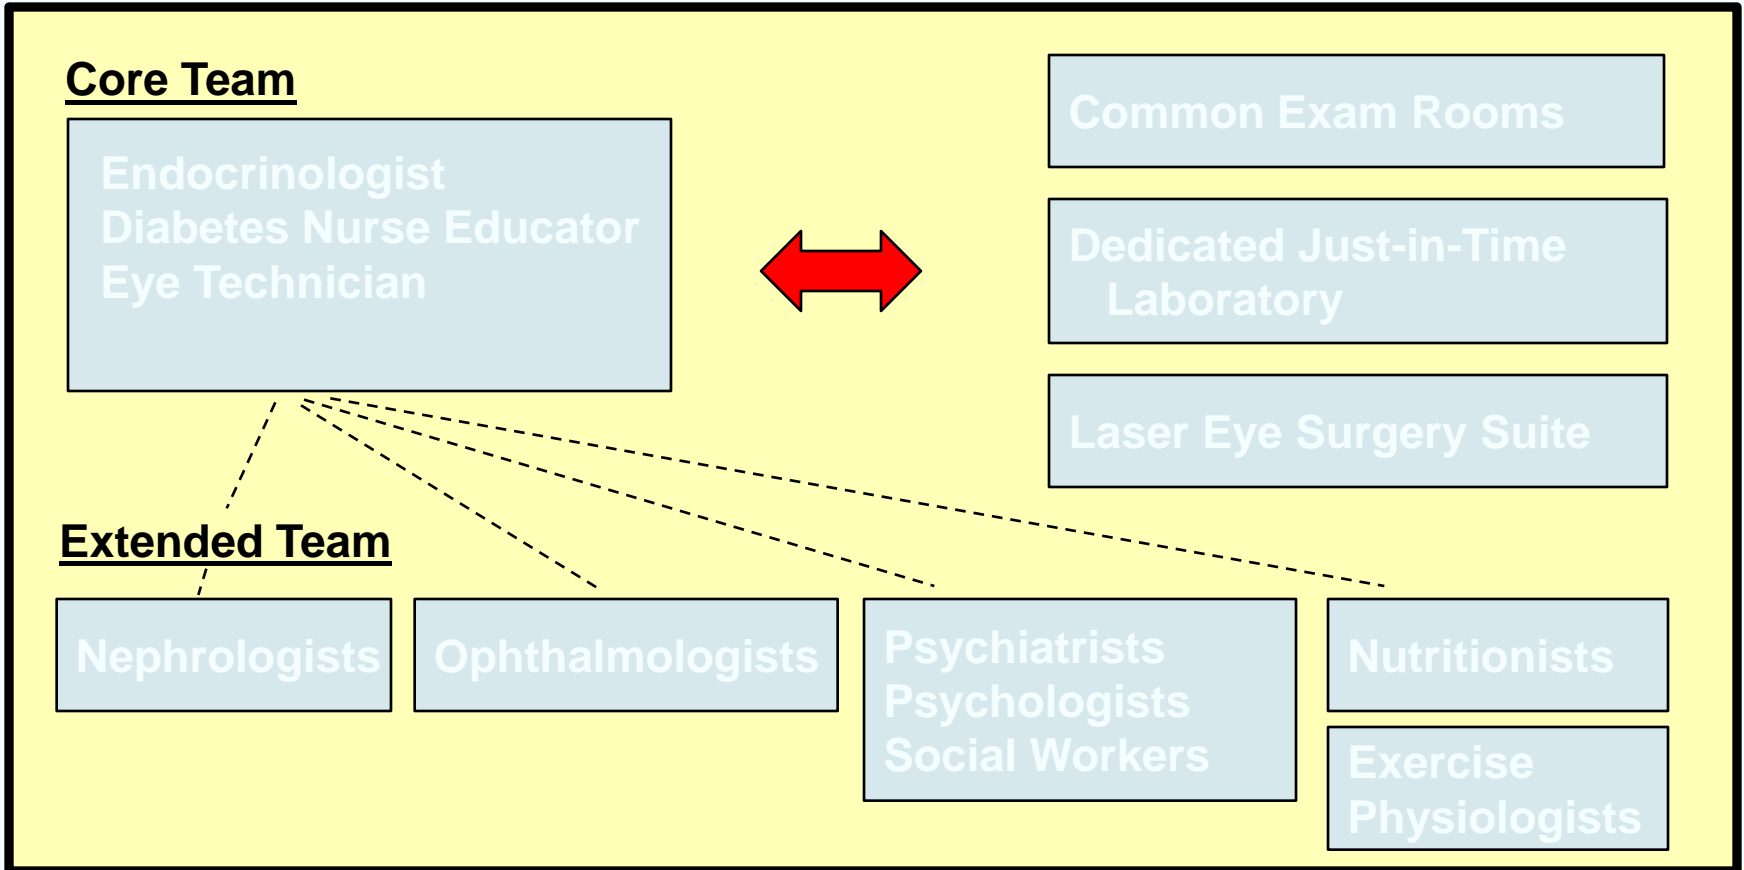 Core Team
Endocrinologist
Diabetes Nurse Educator
Eye Technician
Common Exam Rooms
Dedicated Just-in-Time
Laboratory
Laser Eye Surgery Suite
Extended Team
Nephrologists
Ophthalmologists
Psychiatrists
Psychologists
Social Workers
Nutritionists
Exercise
Physiologists